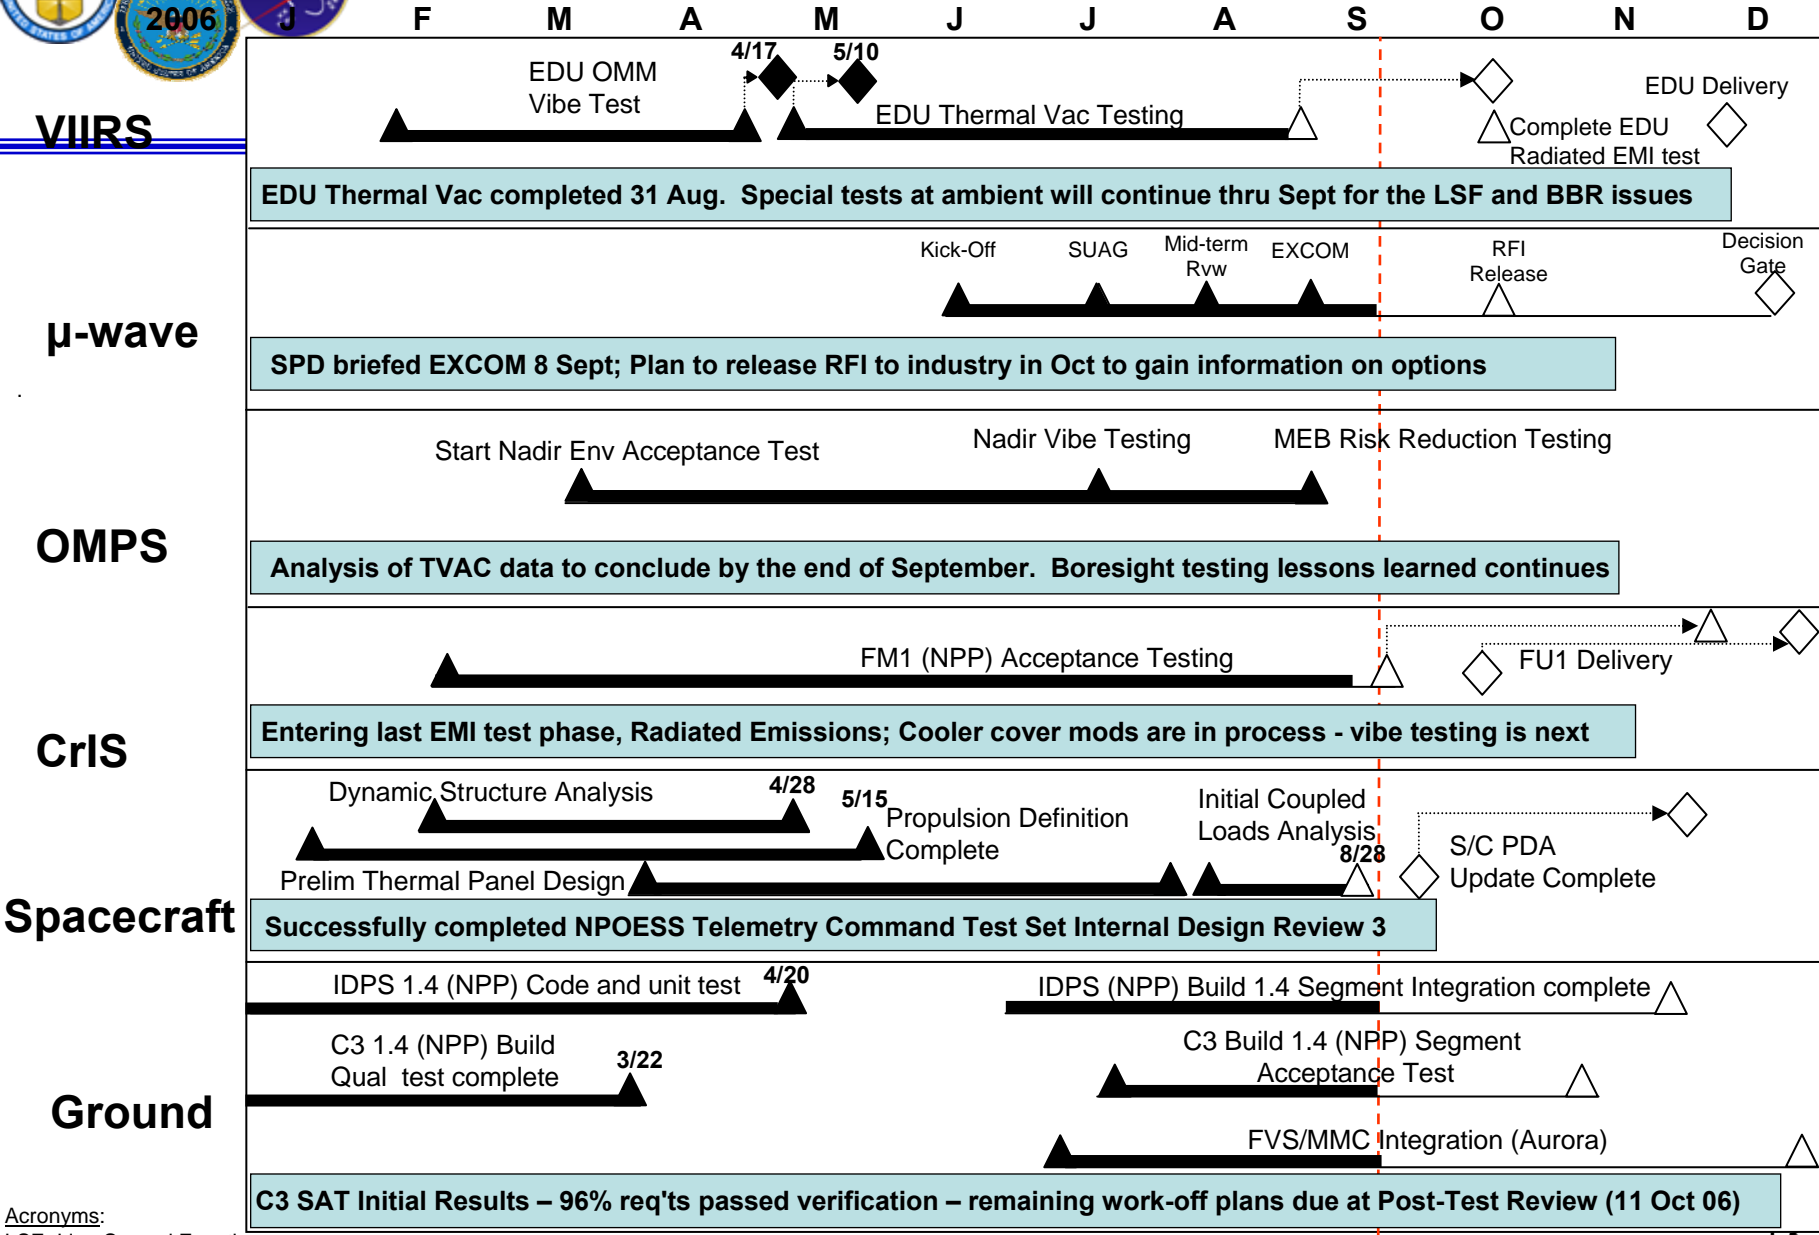 2006
J F M A M J J A S O N D
VIIRS
EDU OMM
Vibe Test
4/17
5/10
EDU Thermal Vac Testing
EDU Delivery
Complete EDU
Radiated EMI test
EDU Thermal Vac completed 31 Aug. Special tests at ambient will continue thru Sept for the LSF and BBR issues
µ-wave
Kick-Off
SUAG
Mid-term
Rvw
EXCOM
RFI
Release
Decision
Gate
SPD briefed EXCOM 8 Sept; Plan to release RFI to industry in Oct to gain information on options
OMPS
Start Nadir Env Acceptance Test
Nadir Vibe Testing
MEB Risk Reduction Testing
Analysis of TVAC data to conclude by the end of September. Boresight testing lessons learned continues
CrIS
FM1 (NPP) Acceptance Testing
FU1 Delivery
Entering last EMI test phase, Radiated Emissions; Cooler cover mods are in process - vibe testing is next
Spacecraft
Dynamic Structure Analysis
4/28
5/15
Propulsion Definition
Complete
Prelim Thermal Panel Design
Initial Coupled
Loads Analysis
8/28
S/C PDA
Update Complete
Successfully completed NPOESS Telemetry Command Test Set Internal Design Review 3
Ground
IDPS 1.4 (NPP) Code and unit test
4/20
IDPS (NPP) Build 1.4 Segment Integration complete
C3 1.4 (NPP) Build
Qual test complete
3/22
C3 Build 1.4 (NPP) Segment
Acceptance Test
FVS/MMC Integration (Aurora)
C3 SAT Initial Results – 96% req'ts passed verification – remaining work-off plans due at Post-Test Review (11 Oct 06)
Acronyms: